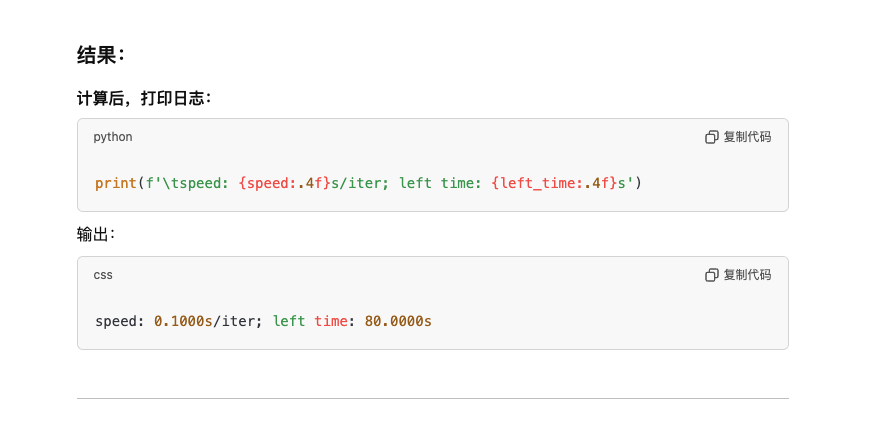 结果：
计算后，打印日志：
python
复制代码
print(f'\tspeed: {speed:.4f}s/iter; left time: {left_time:.4f}s')
输出：
css
复制代码
speed: 0.1000s/iter; left time: 80.0000s